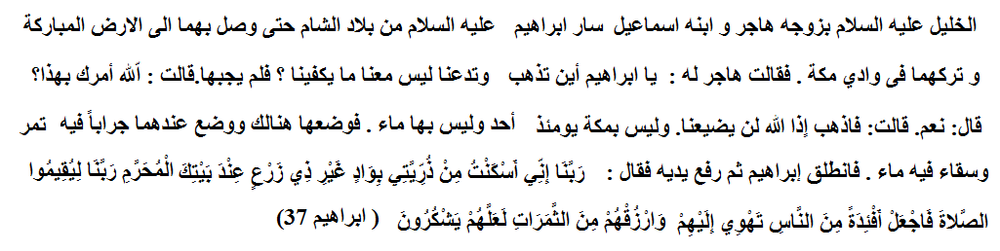 الخليل عليه السلام بزوجه هاجر و ابنه اسماعيل سار ابراهيم عليه السلام من بلاد الشام حتى وصل بهما الى الارض المباركة
و تركهما فى وادي مكة . فقالت هاجر له : يا ابراهيم أين تذهب وتدعنا ليس معنا ما يكفينا ؟ فلم يجبها.قالت : آلله أمرك بهذا؟
قال: نعم. قالت: فاذهب إذا الله لن يضيعنا. وليس بمكة يومئذ أحد وليس بها ماء . فوضعها هنالك ووضع عندهما جراباً فيه تمر
وسقاء فيه ماء . فانطلق إبراهيم ثم رفع يديه فقال : رَبَّنَا إِنِّي أَسْكَنْتُ مِنْ ذُرِّيَّتِي بِوَادٍ غَيْرِ ذِي زَرْعٍ عِنْدَ بَيْتِكَ الْمُحَرَّمِ رَبَّنَا لِيُقِيمُوا
الصَّلاةَ فَاجْعَلْ أَفْئِدَةً مِنَ النَّاسِ تَهْوِي إِلَيْهِمْ وَارْزُقْهُمْ مِنَ الثَّمَرَاتِ لَعَلَّهُمْ يَشْكُرُونَ ( ابراهيم 37)